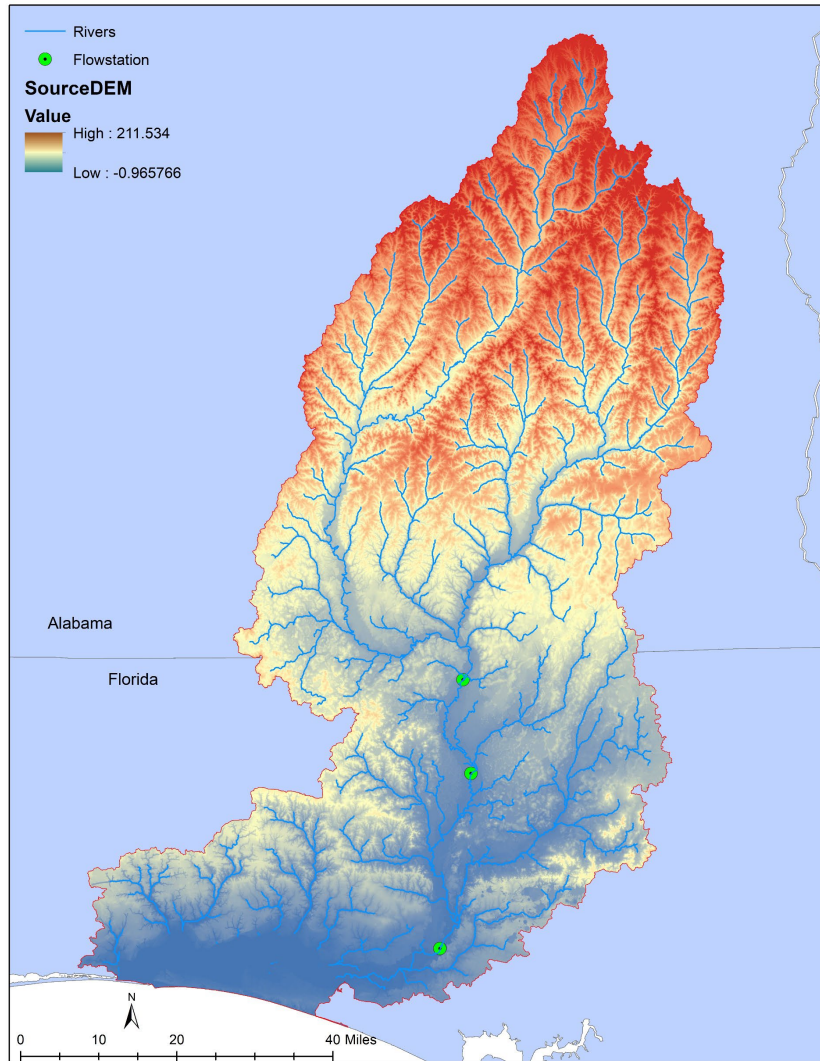 Rivers
Flowstation
SourceDEM
Value
High : 211.534
Low : -0.965766
Alabama
Florida
N
0 10 20 40 Miles